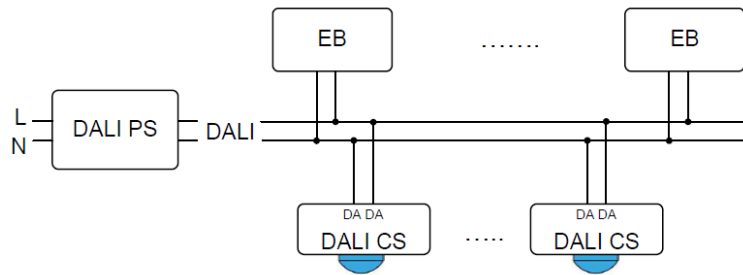 EB ....... EB
L
N
DALI PS
DALI
DA DA
DALI CS
.....
DA DA
DALI CS